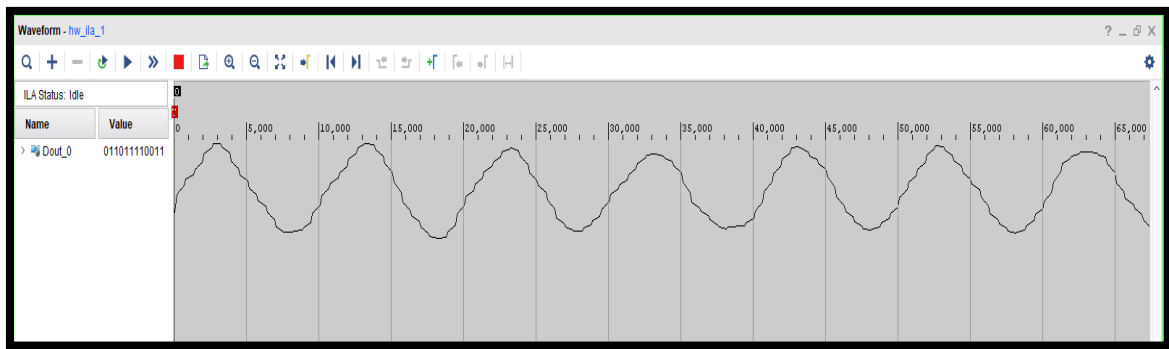 Waveform - hw_ila_1
? _ X
ILA Status: Idle
0
Name Value
0 5,000 10,000 15,000 20,000 25,000 30,000 35,000 40,000 45,000 50,000 55,000 60,000 65,000
> Dout_0 011011110011